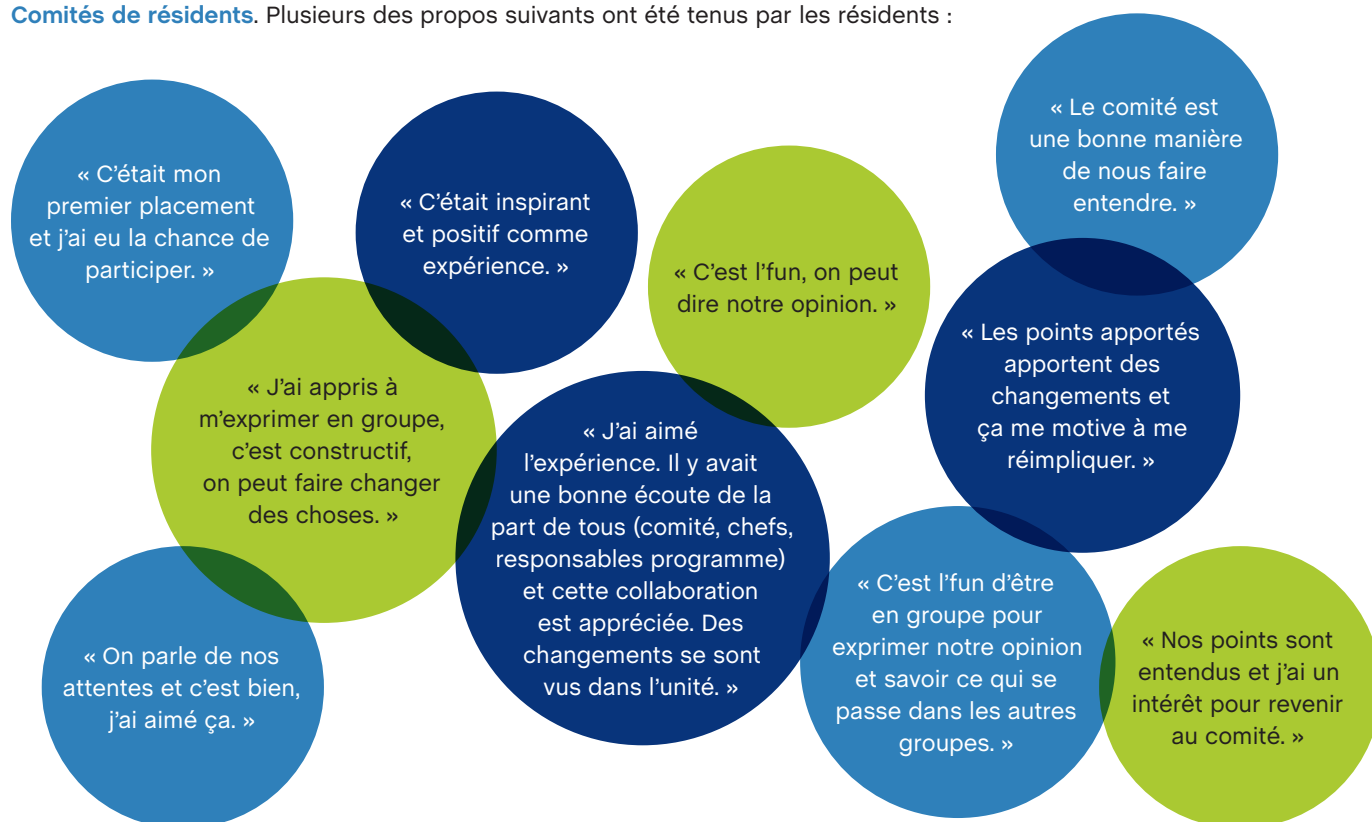 Comités de résidents. Plusieurs des propos suivants ont été tenus par les résidents :
« C'était mon
premier placement
et j'ai eu la chance de
participer. »
« C'était inspirant
et positif comme
expérience. »
« C'est l'fun, on peut
dire notre opinion. »
« Le comité est
une bonne manière
de nous faire
entendre. »
« J'ai appris à
m'exprimer en groupe,
c'est constructif,
on peut faire changer
des choses. »
« J'ai aimé
l'expérience. Il y avait
une bonne écoute de la
part de tous (comité, chefs,
responsables programme)
et cette collaboration
est appréciée. Des
changements se sont
vus dans l'unité. »
« Les points apportés
apportent des
changements et
ça me motive à me
réimpliquer. »
« On parle de nos
attentes et c'est bien,
j'ai aimé ça. »
« C'est l'fun d'être
en groupe pour
exprimer notre opinion
et savoir ce qui se
passe dans les autres
groupes. »
« Nos points sont
entendus et j'ai un
intérêt pour revenir
au comité. »